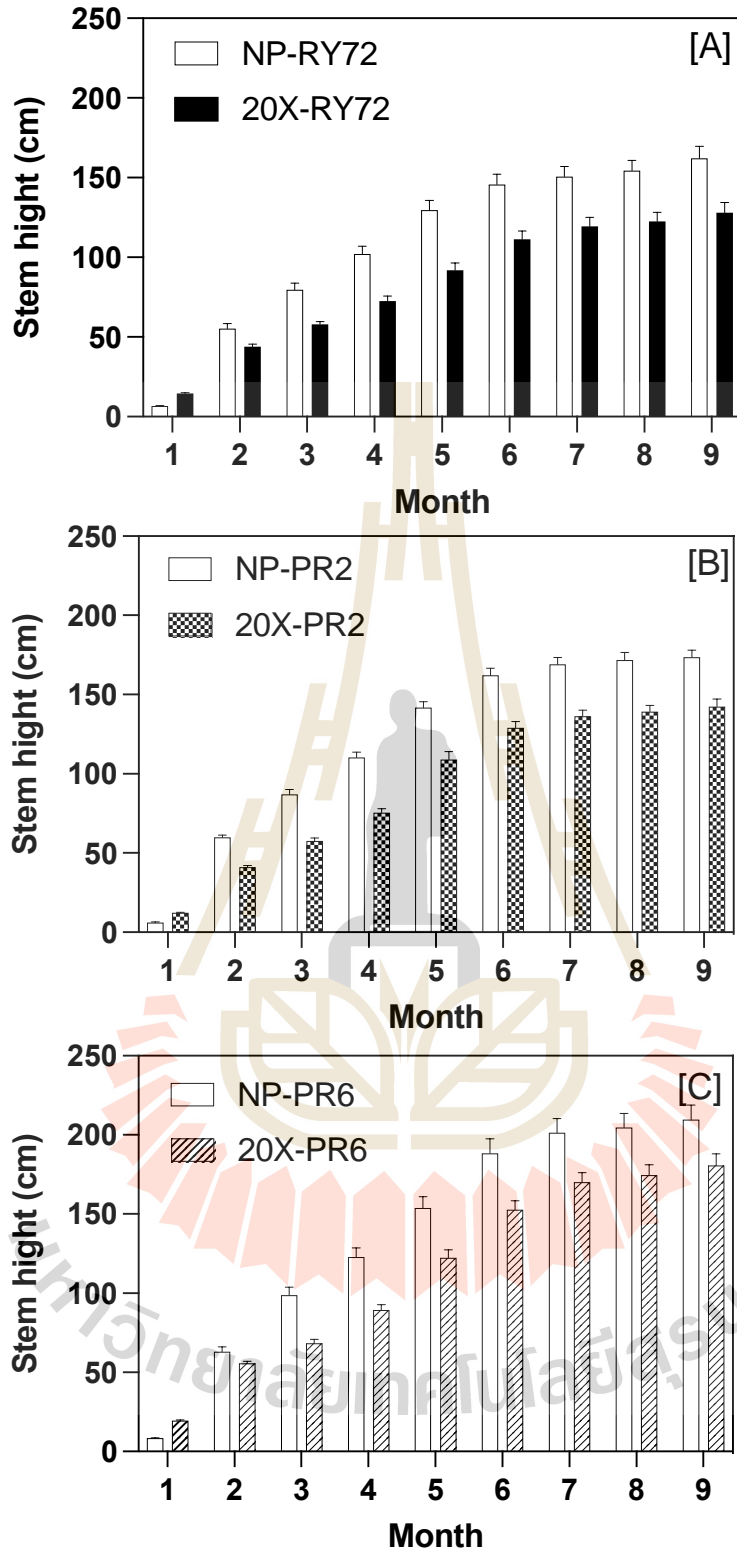 250
200
150
100
50
0
Stem hight (cm)
NP-RY72
20X-RY72
[A]
1 2 3 4 5 6 7 8 9
Month
250
200
150
100
50
0
Stem hight (cm)
NP-PR2
20X-PR2
[B]
1 2 3 4 5 6 7 8 9
Month
250
200
150
100
50
0
Stem hight (cm)
NP-PR6
20X-PR6
[C]
1 2 3 4 5 6 7 8 9
Month